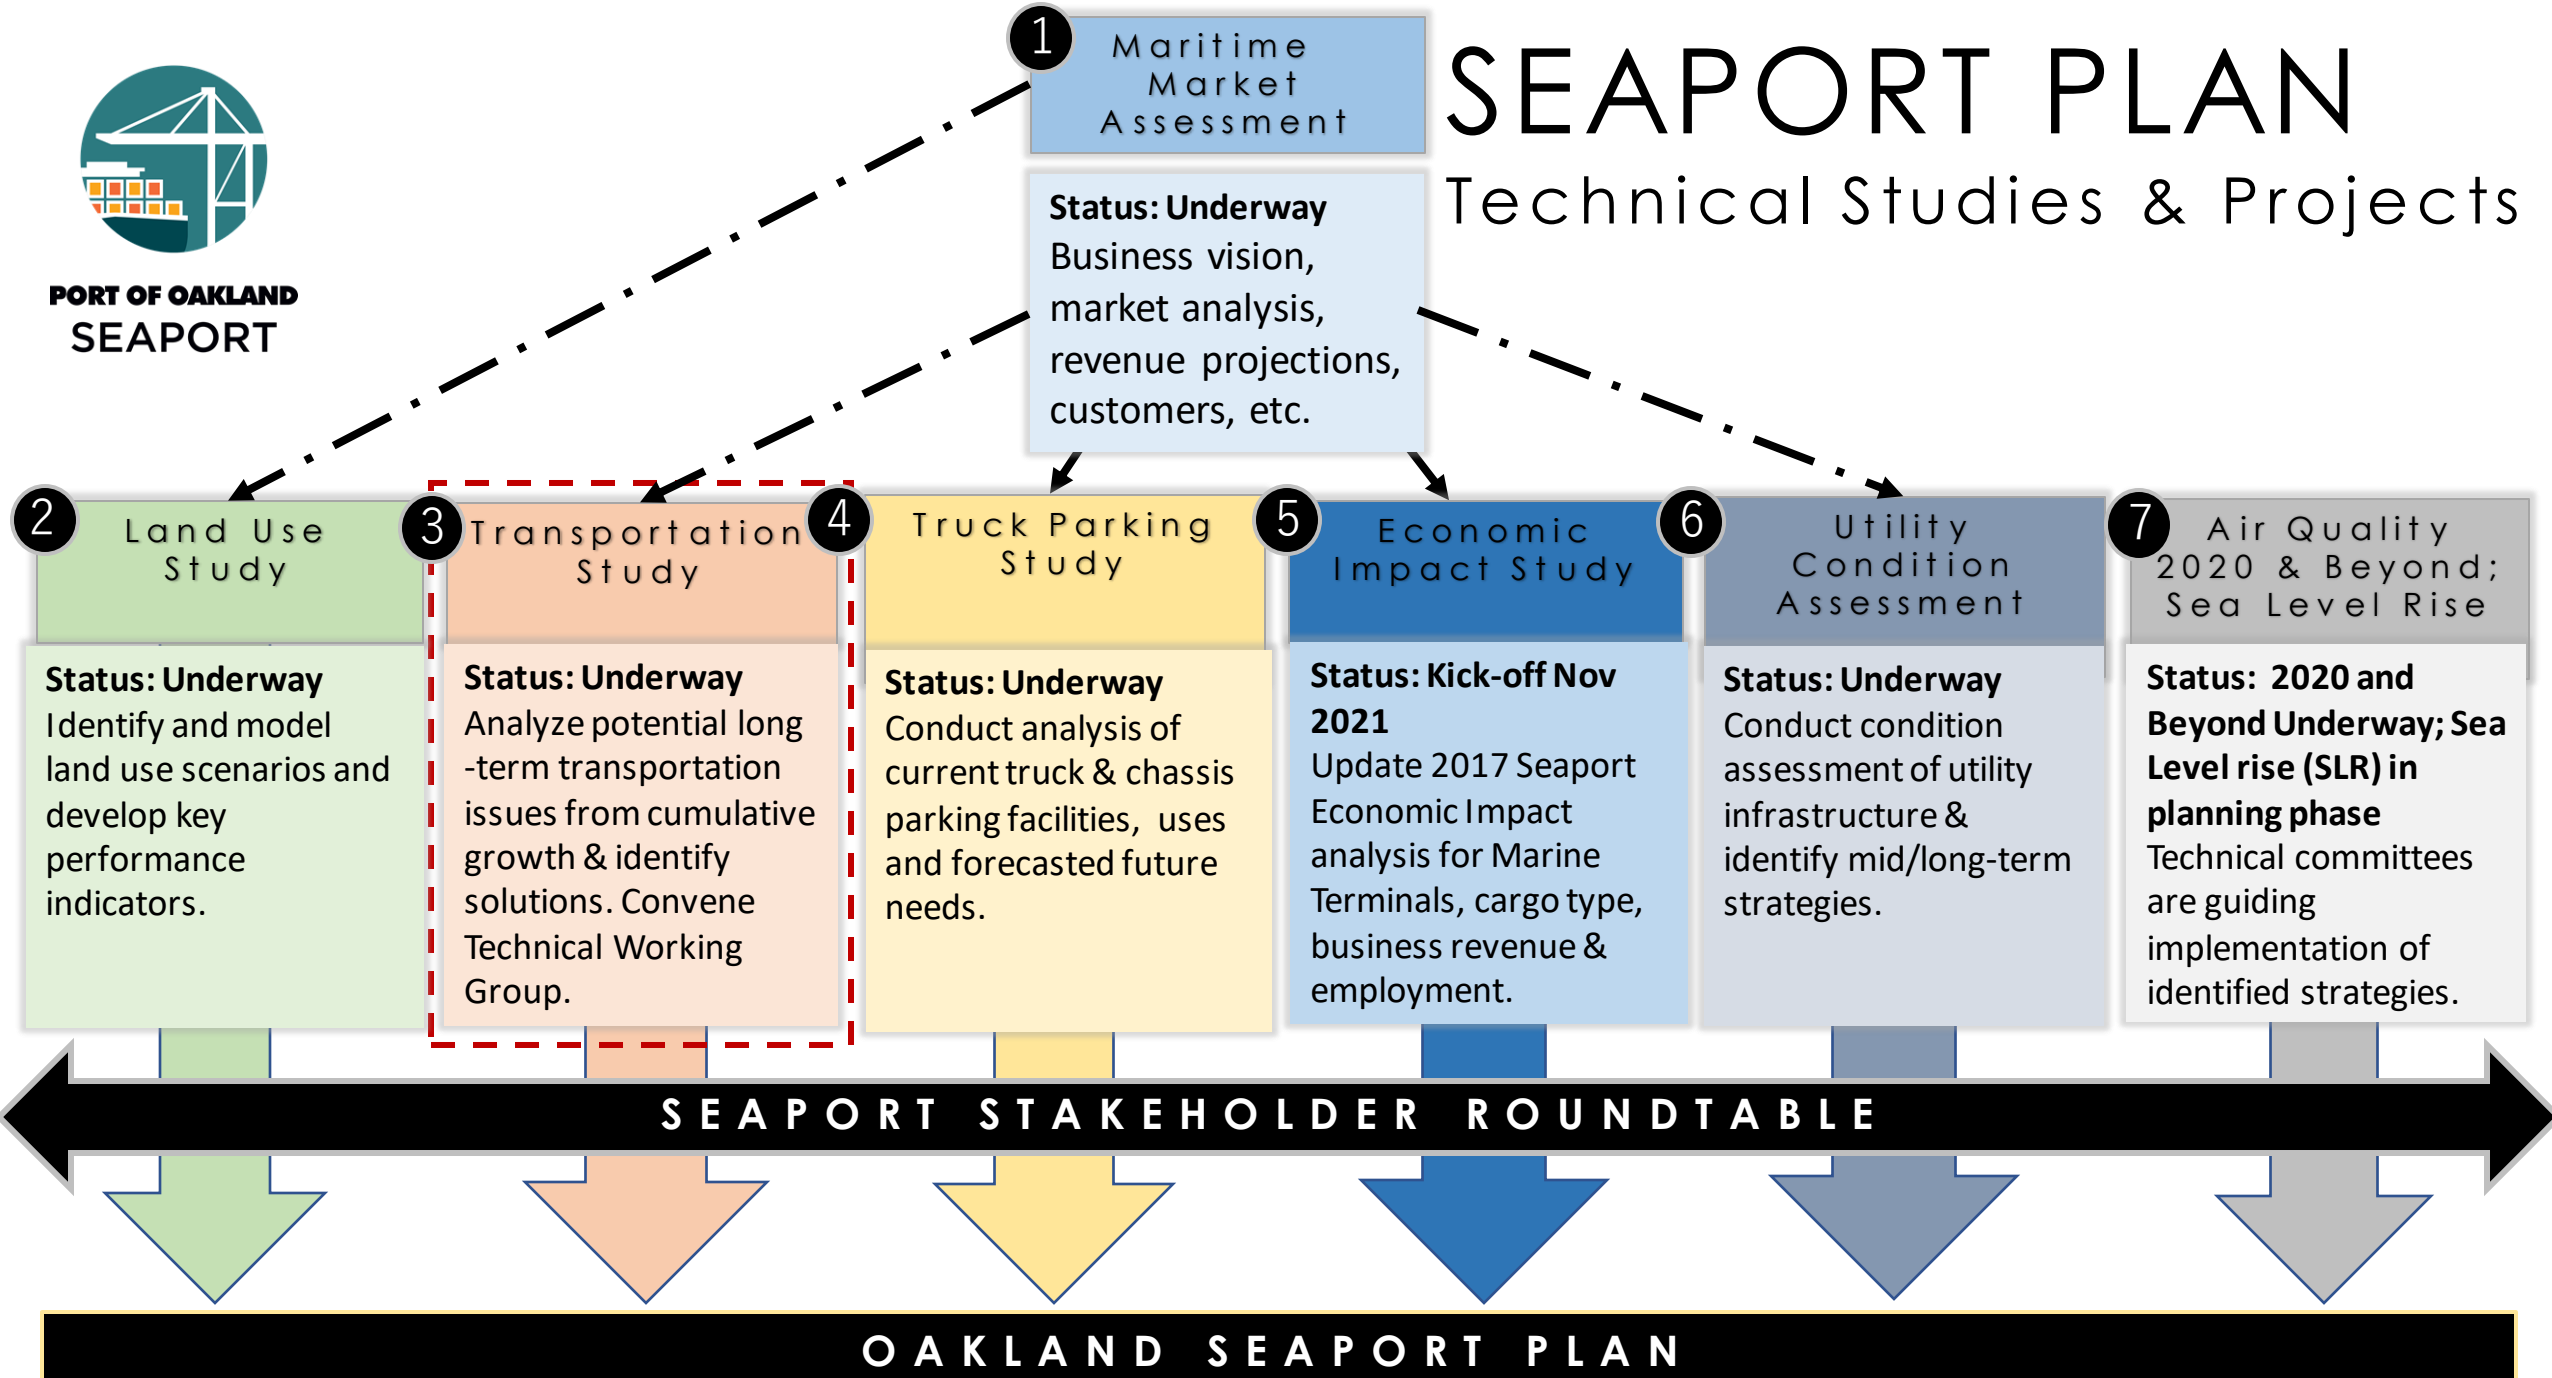 1
Maritime
Market
Assessment
SEAPORT PLAN
Technical Studies & Projects
PORT OF OAKLAND
SEAPORT
Status: Underway
Business vision,
market analysis,
revenue projections,
customers, etc.
2
Land Use
Study
Status: Underway
Identify and model
land use scenarios and
develop key
performance
indicators.
3
Transportation
Study
Status: Underway
Analyze potential long
-term transportation
issues from cumulative
growth & identify
solutions. Convene
Technical Working
Group.
4
Truck Parking
Study
Status: Underway
Conduct analysis of
current truck & chassis
parking facilities, uses
and forecasted future
needs.
5
Economic
Impact Study
Status: Kick-off Nov
2021
Update 2017 Seaport
Economic Impact
analysis for Marine
Terminals, cargo type,
business revenue &
employment.
6
Utility
Condition
Assessment
Status: Underway
Conduct condition
assessment of utility
infrastructure &
identify mid/long-term
strategies.
7
Air Quality
2020 & Beyond;
Sea Level Rise
Status: 2020 and
Beyond Underway; Sea
Level rise (SLR) in
planning phase
Technical committees
are guiding
implementation of
identified strategies.
SEAPORT STAKEHOLDER ROUNDTABLE
OAKLAND SEAPORT PLAN